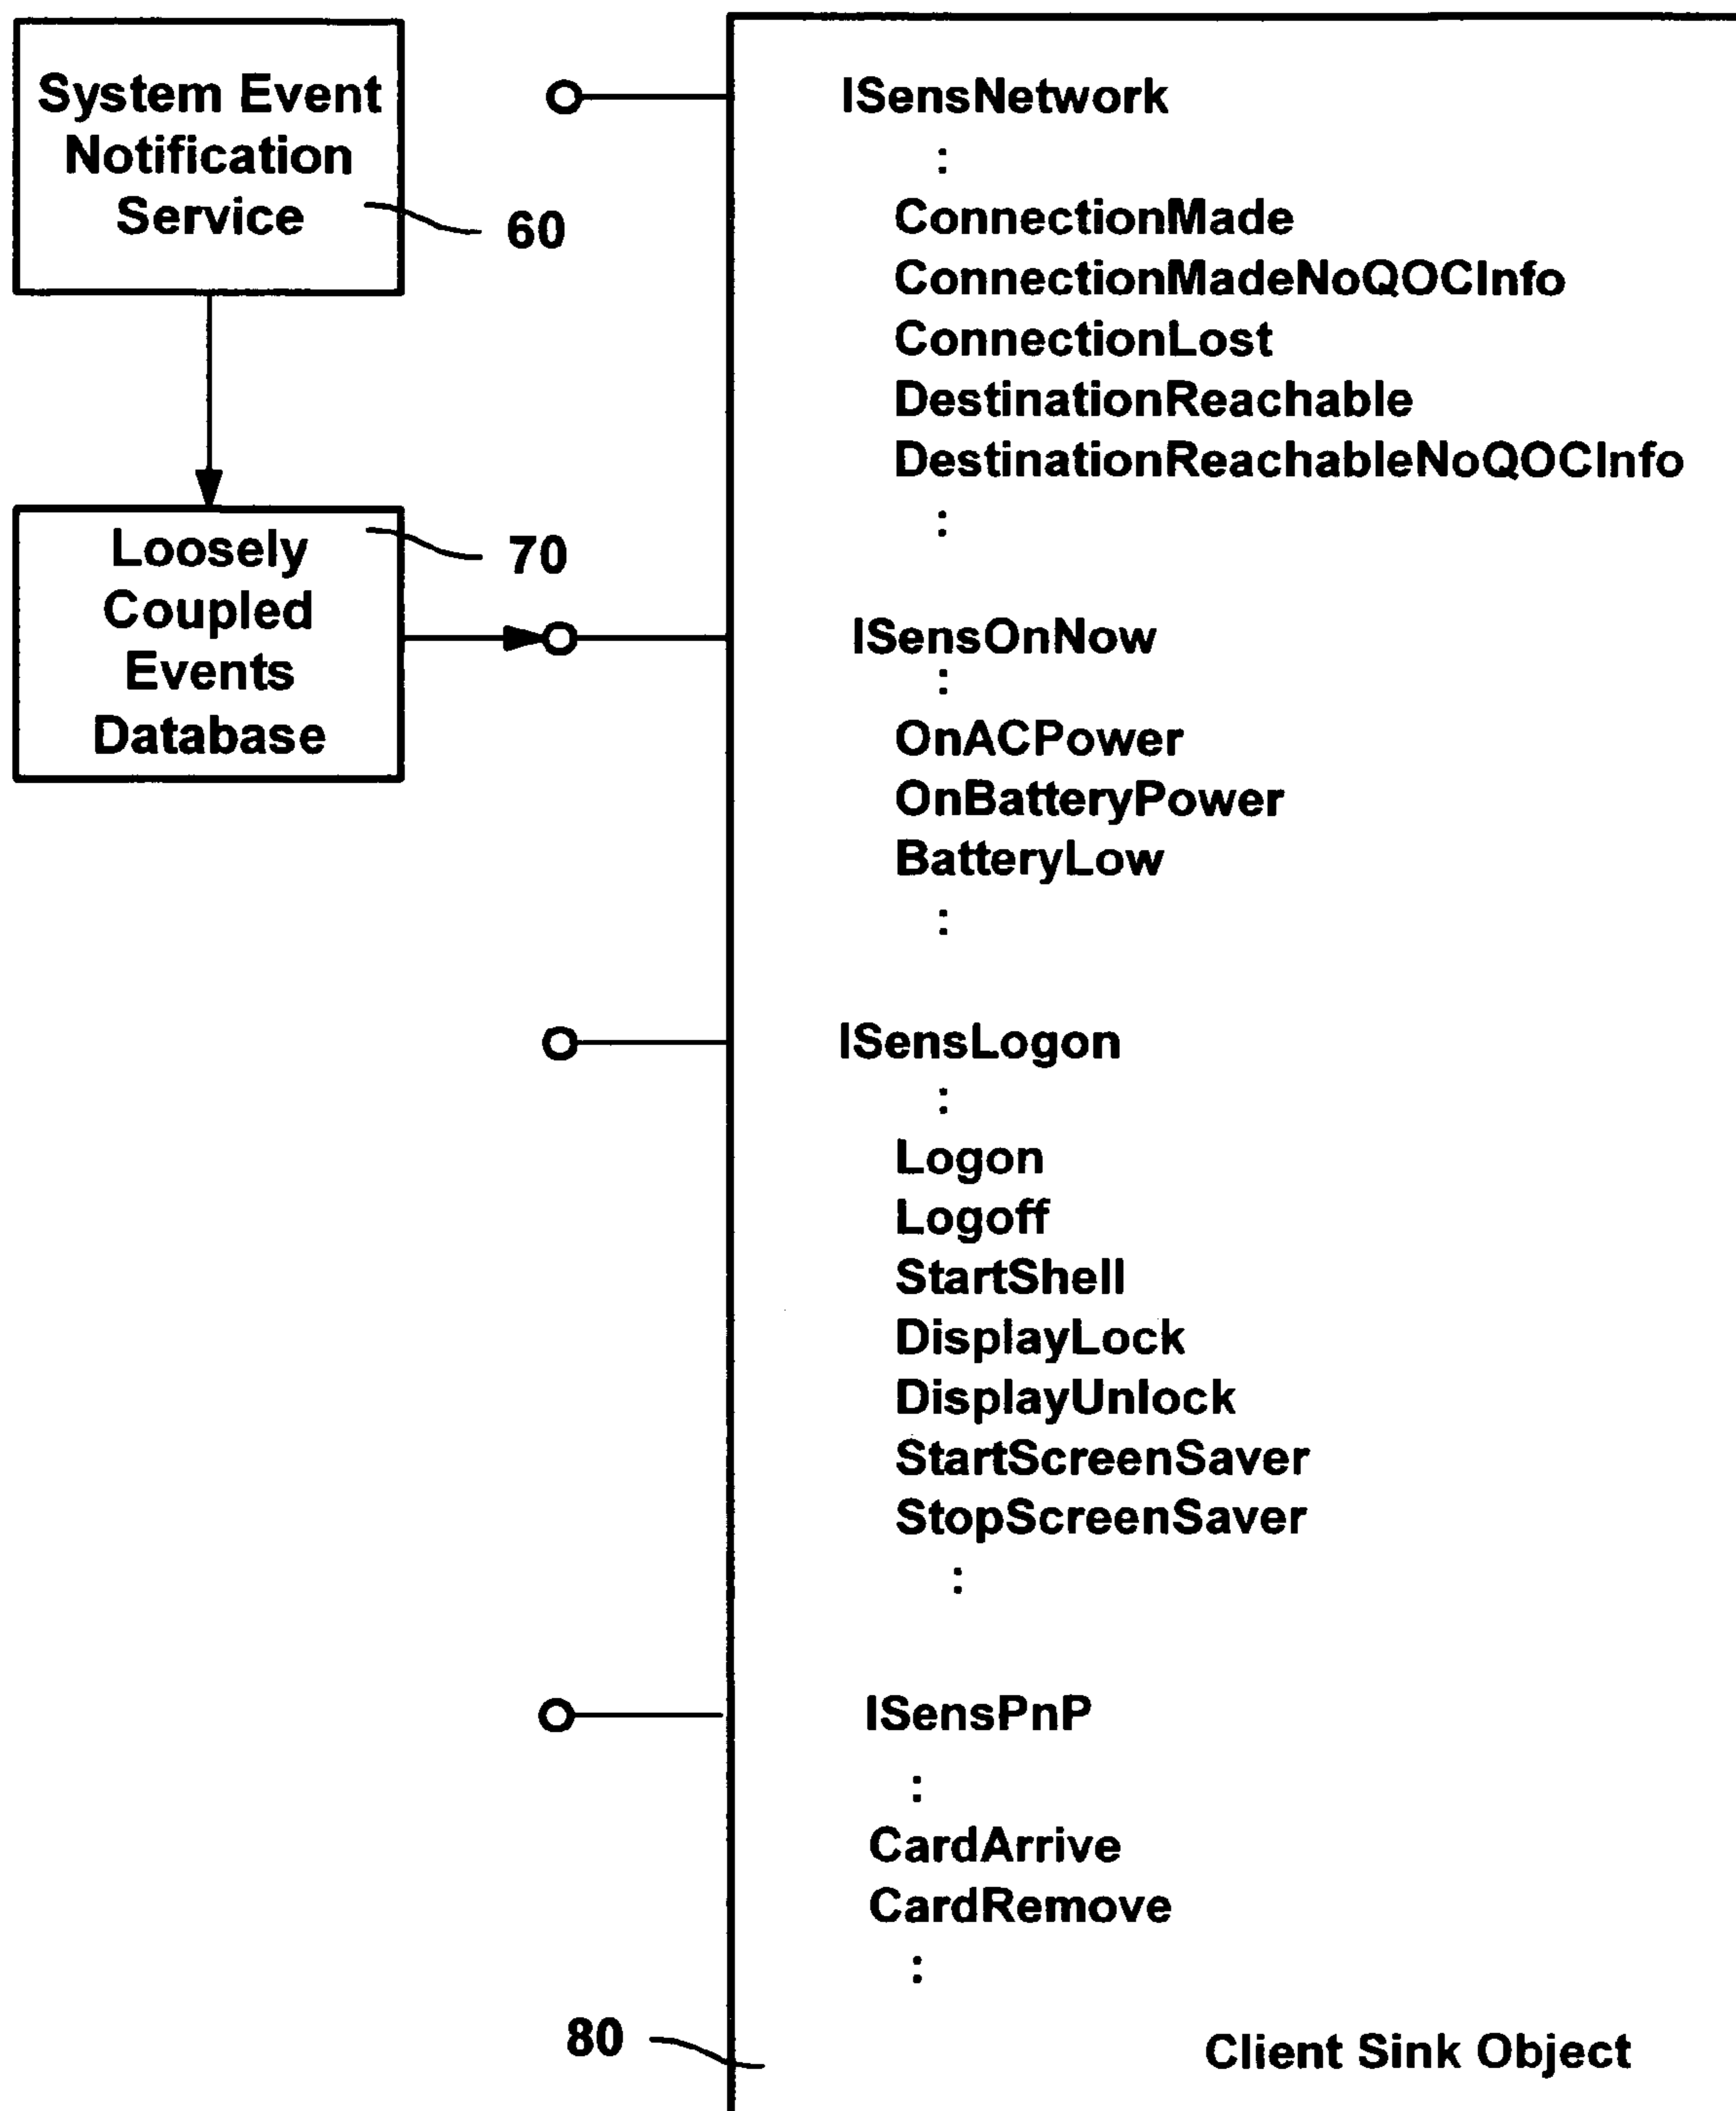 System Event
Notification
Service
60
Loosely
Coupled
Events
Database
70
ISensNetwork
:
ConnectionMade
ConnectionMadeNoQOCInfo
ConnectionLost
DestinationReachable
DestinationReachableNoQOCInfo
:
ISensOnNow
:
OnACPower
OnBatteryPower
BatteryLow
:
ISensLogon
:
Logon
Logoff
StartShell
DisplayLock
DisplayUnlock
StartScreenSaver
StopScreenSaver
:
ISensPnP
:
CardArrive
CardRemove
:
80
Client Sink Object